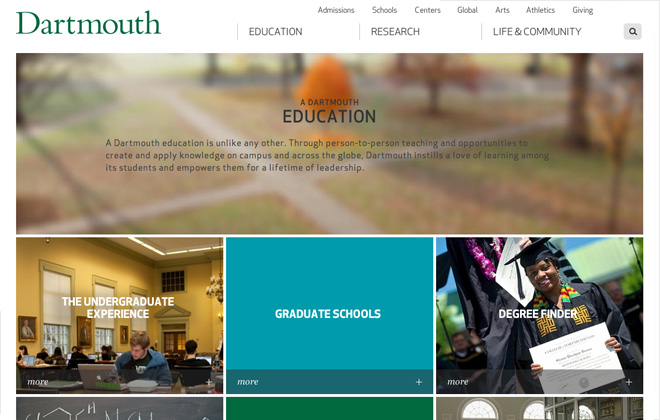 Dartmouth
Admissions Schools Centers Global Arts Athletics Giving
EDUCATION RESEARCH LIFE & COMMUNITY
A DARTMOUTH
EDUCATION
A Dartmouth education is unlike any other. Through person-to-person teaching and opportunities to
create and apply knowledge on campus and across the globe, Dartmouth instills a love of learning among
its students and empowers them for a lifetime of leadership.
THE UNDERGRADUATE
EXPERIENCE
GRADUATE SCHOOLS
DEGREE FINDER
more +
more +
more +